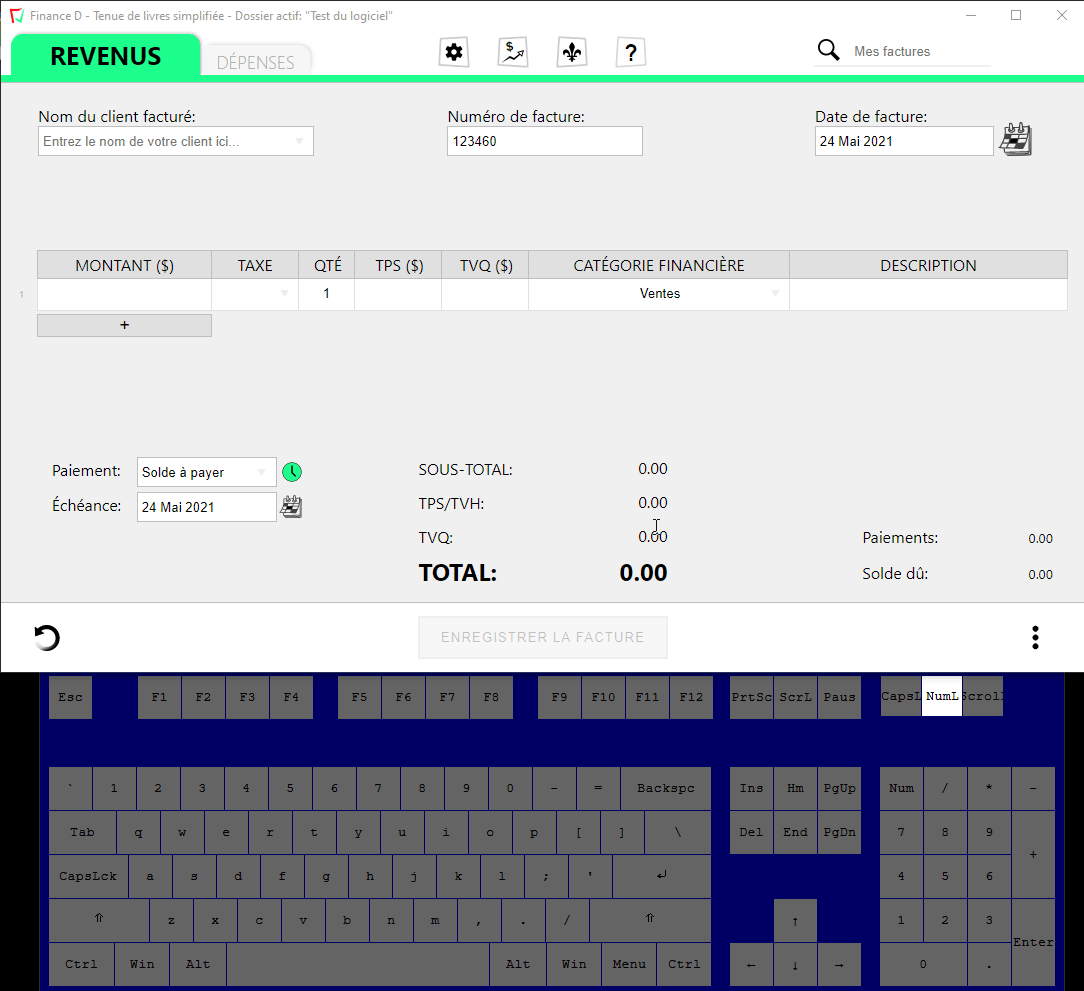 Finance D - Tenue de livres simplifiée - Dossier actif: "Test du logiciel"
REVENUS
DÉPENSES
$
?
Mes factures
Nom du client facturé:
Entrez le nom de votre client ici...
Numéro de facture:
123460
Date de facture:
24 Mai 2021
MONTANT ($) TAXE QTÉ TPS ($) TVQ ($) CATÉGORIE FINANCIÈRE DESCRIPTION
1 1 Ventes
+
Paiement: Solde à payer
Échéance: 24 Mai 2021
SOUS-TOTAL: 0.00
TPS/TVH: 0.00
TVQ: 0.00
TOTAL: 0.00
Paiements: 0.00
Solde dû: 0.00
ENREGISTRER LA FACTURE
Esc F1 F2 F3 F4 F5 F6 F7 F8 F9 F10 F11 F12 PrtSc ScrL Paus CapsL NumL Scroll
` 1 2 3 4 5 6 7 8 9 0 - = Backspc Ins Hm PgUp Num / * -
Tab q w e r t y u i o p [ ] \ Del End PgDn 7 8 9 +
CapsLck a s d f g h j k l ; ' ↵ 4 5 6
⇑ z x c v b n m , . / ⇑ ↑ 1 2 3 Enter
Ctrl Win Alt Alt Win Menu Ctrl ← ↓ → 0 .